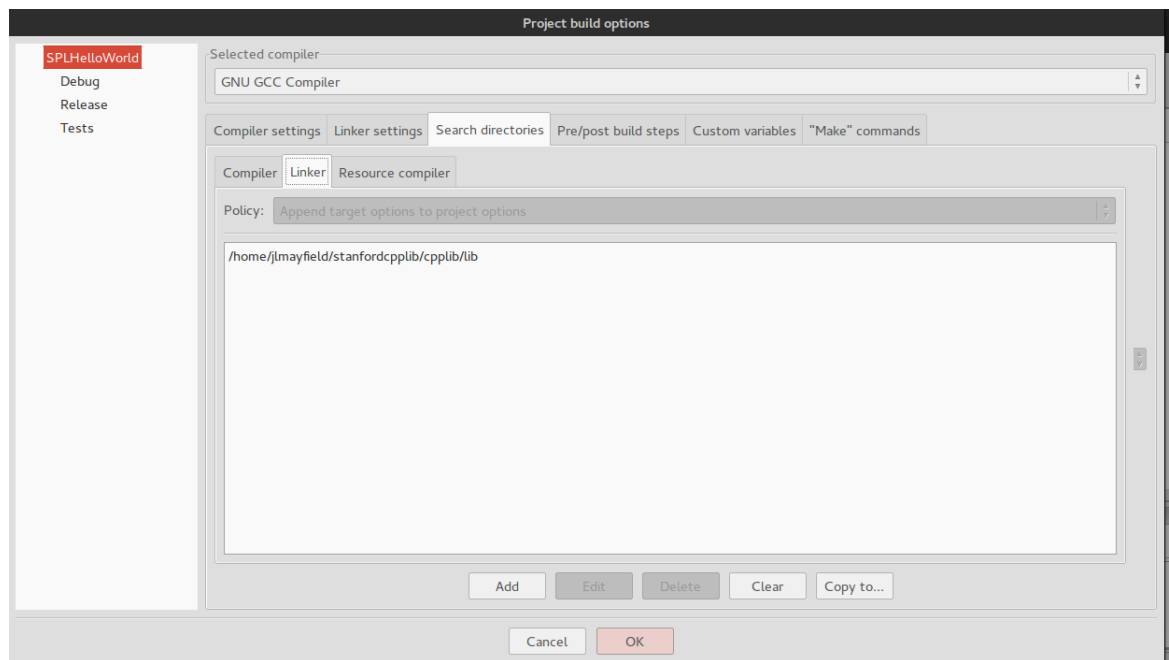 Project build options
SPLHelloWorld
Debug
Release
Tests
Selected compiler
GNU GCC Compiler
Compiler settings Linker settings Search directories Pre/post build steps Custom variables "Make" commands
Compiler Linker Resource compiler
Policy: Append target options to project options
/home/jlmayfield/stanfordcpplib/cpplib/lib
Add Edit Delete Clear Copy to...
Cancel OK